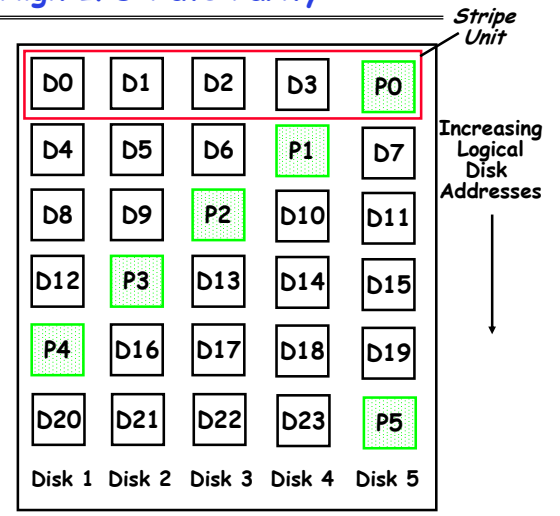 Stripe
Unit
D0 D1 D2 D3 P0
D4 D5 D6 P1 D7
Increasing
Logical
Disk
Addresses
D8 D9 P2 D10 D11
D12 P3 D13 D14 D15
P4 D16 D17 D18 D19
D20 D21 D22 D23 P5
Disk 1 Disk 2 Disk 3 Disk 4 Disk 5